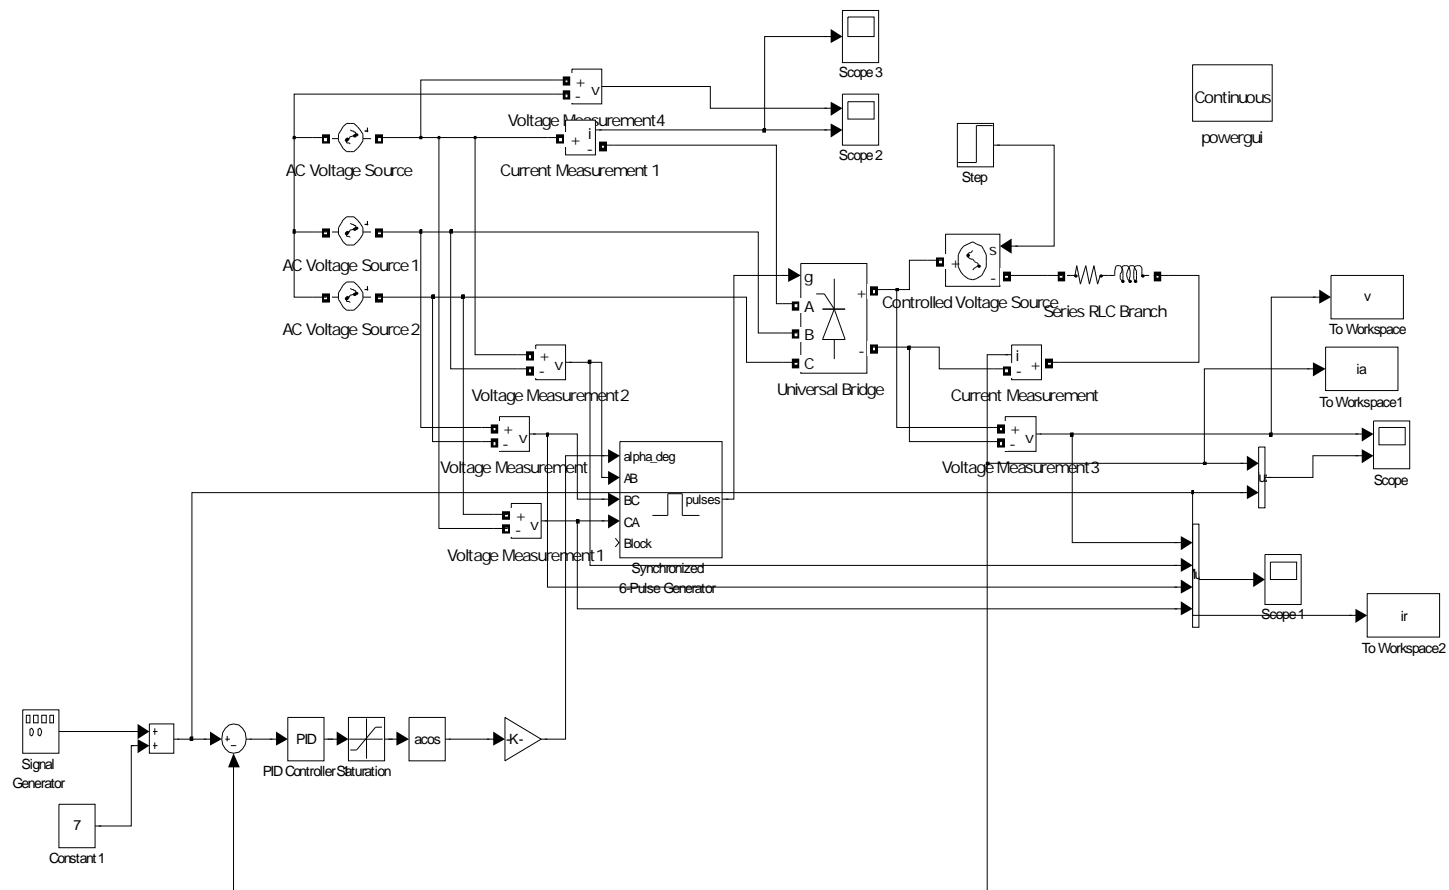 Scope 3
Continuous
powergui
+
-
v
Voltage Measurement 4
Scope 2
AC Voltage Source
+
i
-
Current Measurement 1
Step
AC Voltage Source 1
s
+
-
Controlled Voltage Source
Series RLC Branch
g
A
B
C
+
-
Universal Bridge
AC Voltage Source 2
v
To Workspace
+
-
v
Voltage Measurement 2
i
-
+
Current Measurement
ia
To Workspace1
+
-
v
Voltage Measurement
+
-
v
Voltage Measurement 3
Scope
alpha_deg
AB
BC
CA
Block
pulses
Synchronized
6-Pulse Generator
+
-
v
Voltage Measurement 1
Scope 1
ir
To Workspace2
Signal
Generator
+
+
+
-
PID
PID Controller 1
Saturation
acos
-K-
7
Constant 1